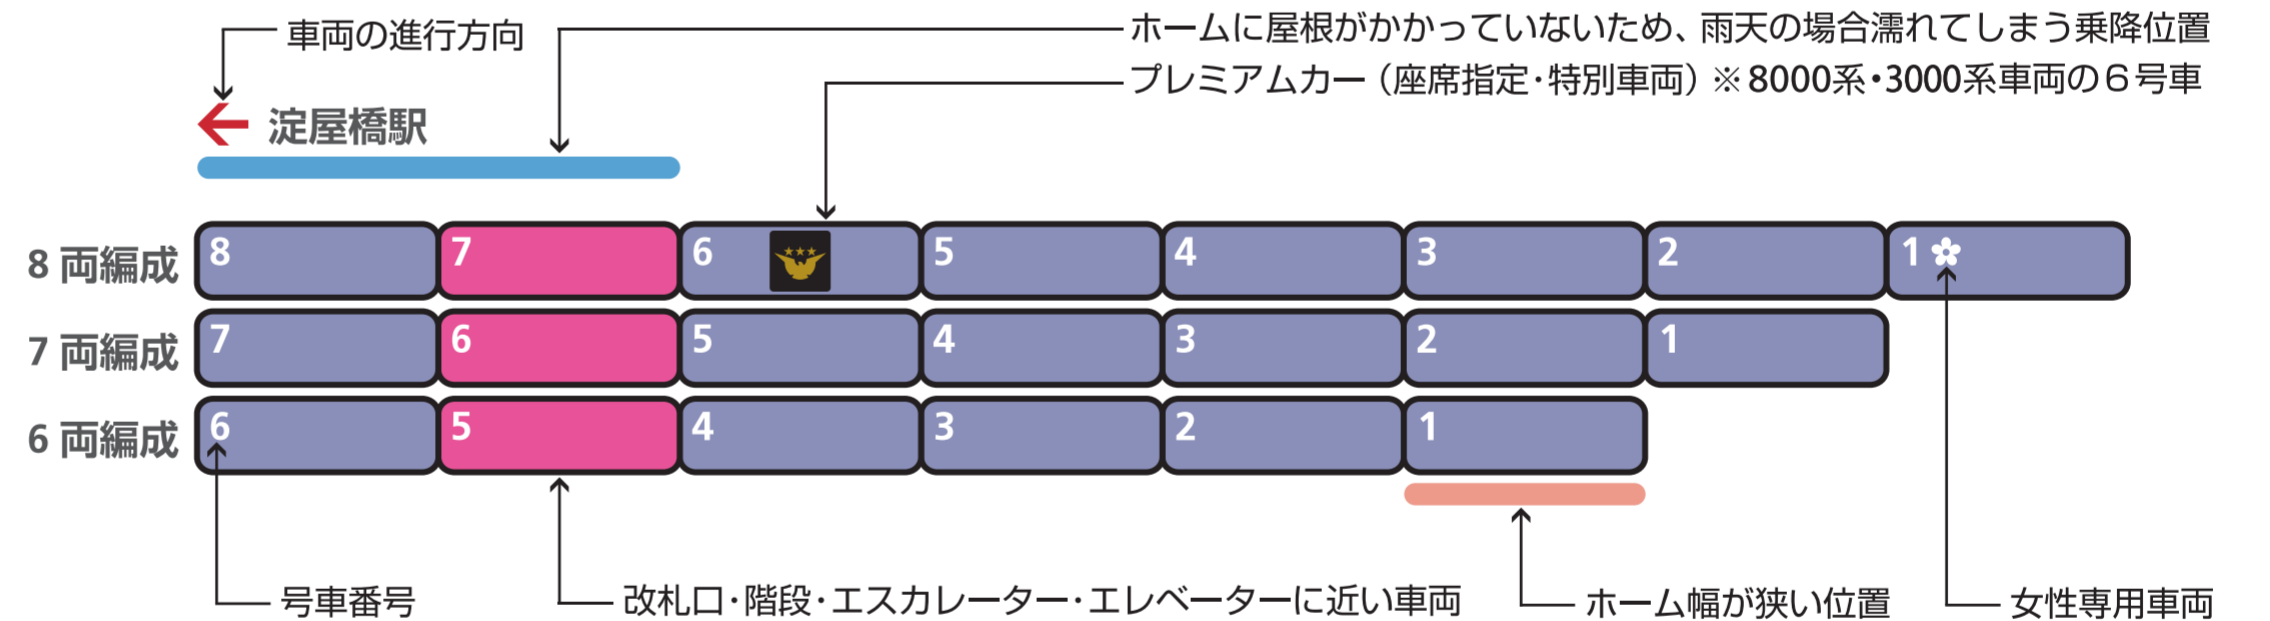 車両の進行方向
ホームに屋根がかかっていないため、雨天の場合濡れてしまう乗降位置
プレミアムカー（座席指定・特別車両）※8000系・3000系車両の６号車
淀屋橋駅
8 両編成 8 7 6 5 4 3 2 1
7 両編成 7 6 5 4 3 2 1
6 両編成 6 5 4 3 2 1
号車番号
改札口・階段・エスカレーター・エレベーターに近い車両
ホーム幅が狭い位置
女性専用車両